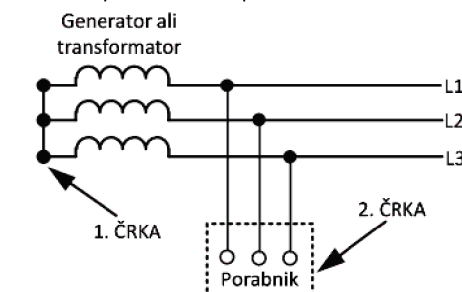 Generator ali
transformator
L1
L2
L3
1. ČRKA
2. ČRKA
Porabnik